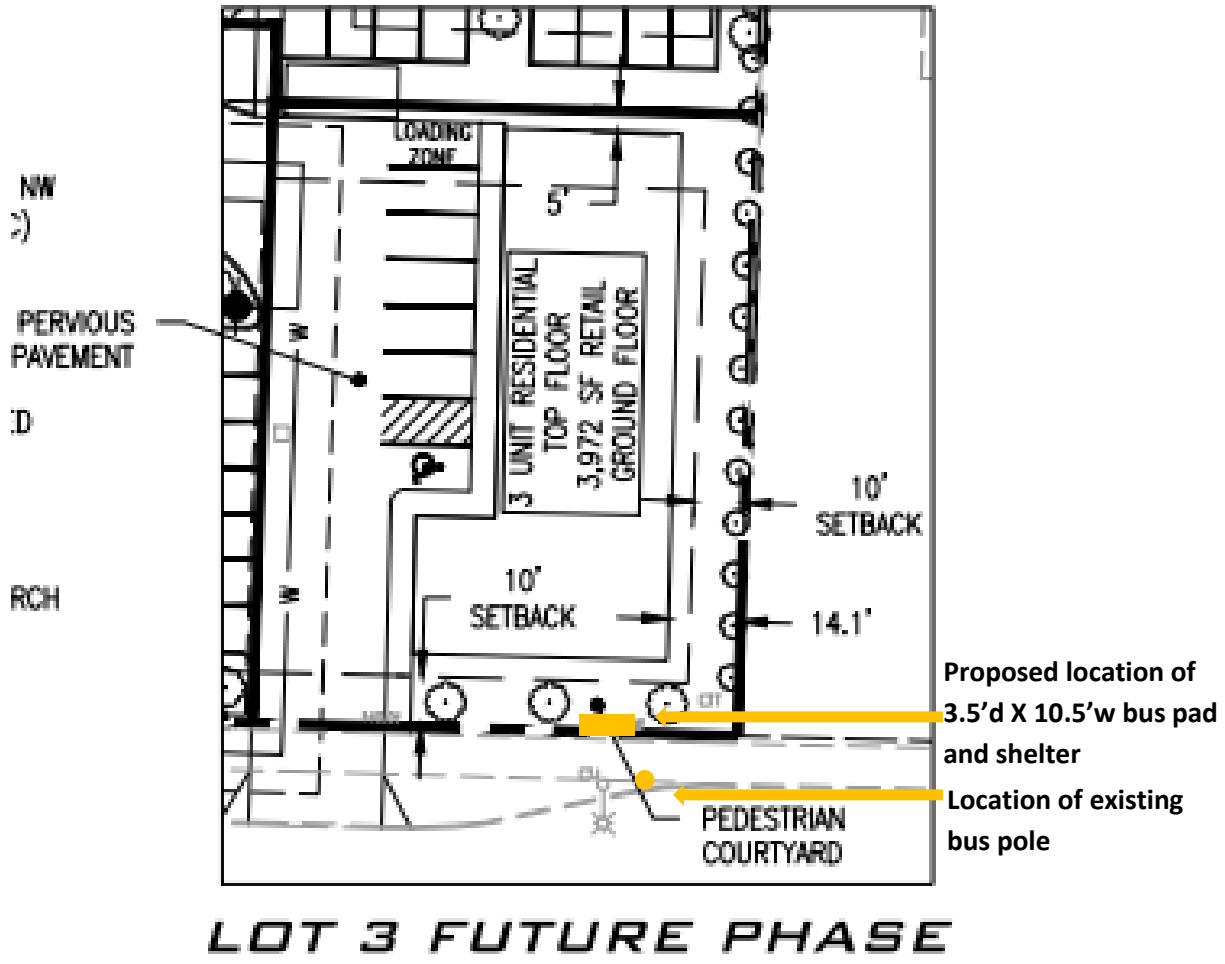 NW
C)
PERVIOUS
PAVEMENT
ED
RCH
LOADING
ZONE
5'
3 UNIT RESIDENTIAL
TOP FLOOR
3,972 SF RETAIL
GROUND FLOOR
W
W
10'
SETBACK
10'
SETBACK
14.1'
Proposed location of
3.5'd X 10.5'w bus pad
and shelter
Location of existing
bus pole
PEDESTRIAN
COURTYARD
LOT 3 FUTURE PHASE